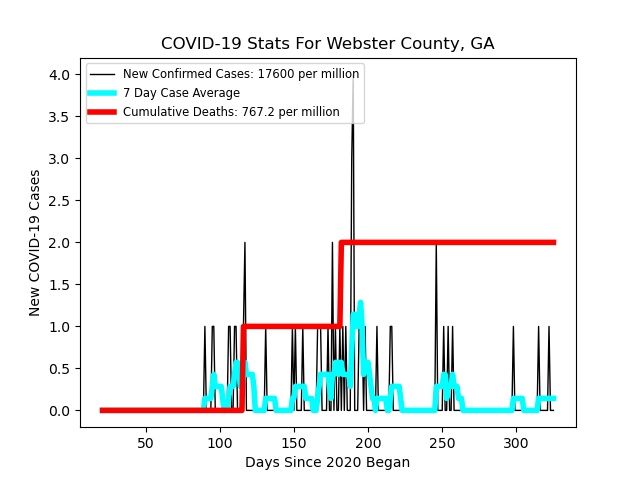 COVID-19 Stats For Webster County, GA
New Confirmed Cases: 17600 per million
7 Day Case Average
Cumulative Deaths: 767.2 per million
New COVID-19 Cases
4.0
3.5
3.0
2.5
2.0
1.5
1.0
0.5
0.0
50 100 150 200 250 300
Days Since 2020 Began